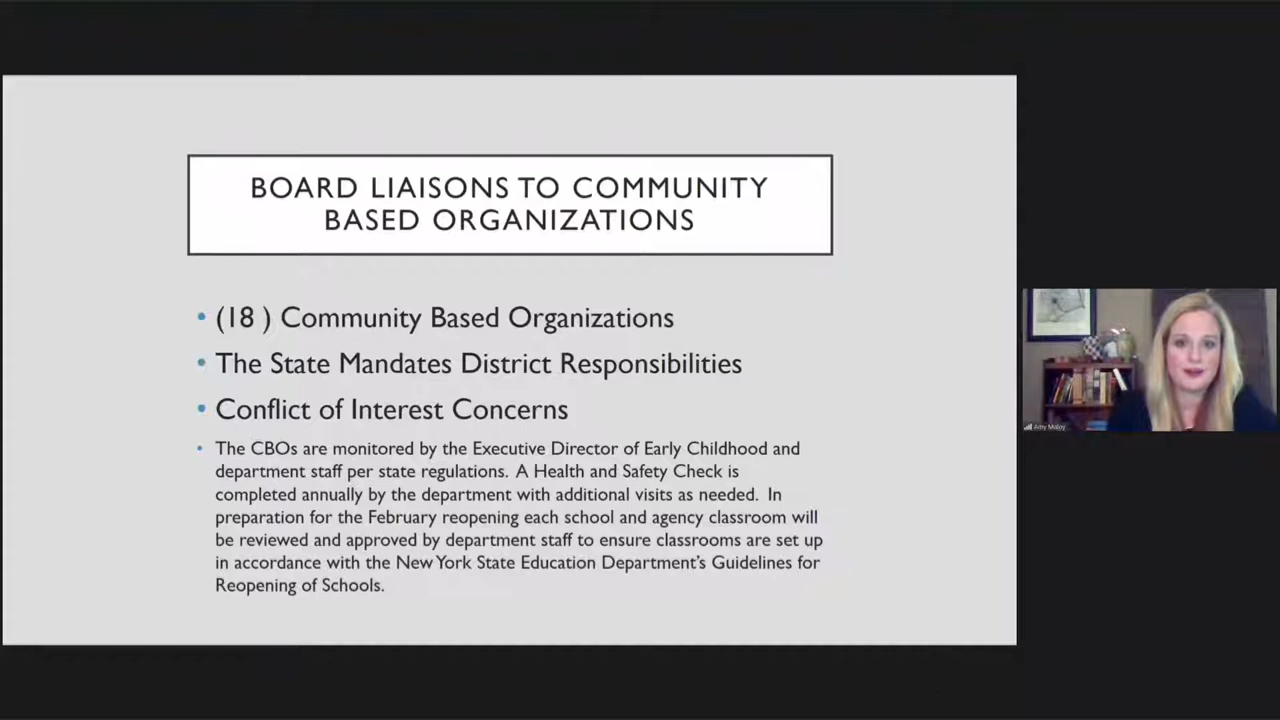 BOARD LIAISONS TO COMMUNITY
BASED ORGANIZATIONS
• (18 ) Community Based Organizations
• The State Mandates District Responsibilities
• Conflict of Interest Concerns
• The CBOs are monitored by the Executive Director of Early Childhood and
department staff per state regulations. A Health and Safety Check is
completed annually by the department with additional visits as needed. In
preparation for the February reopening each school and agency classroom will
be reviewed and approved by department staff to ensure classrooms are set up
in accordance with the New York State Education Department's Guidelines for
Reopening of Schools.
Amy Maloy